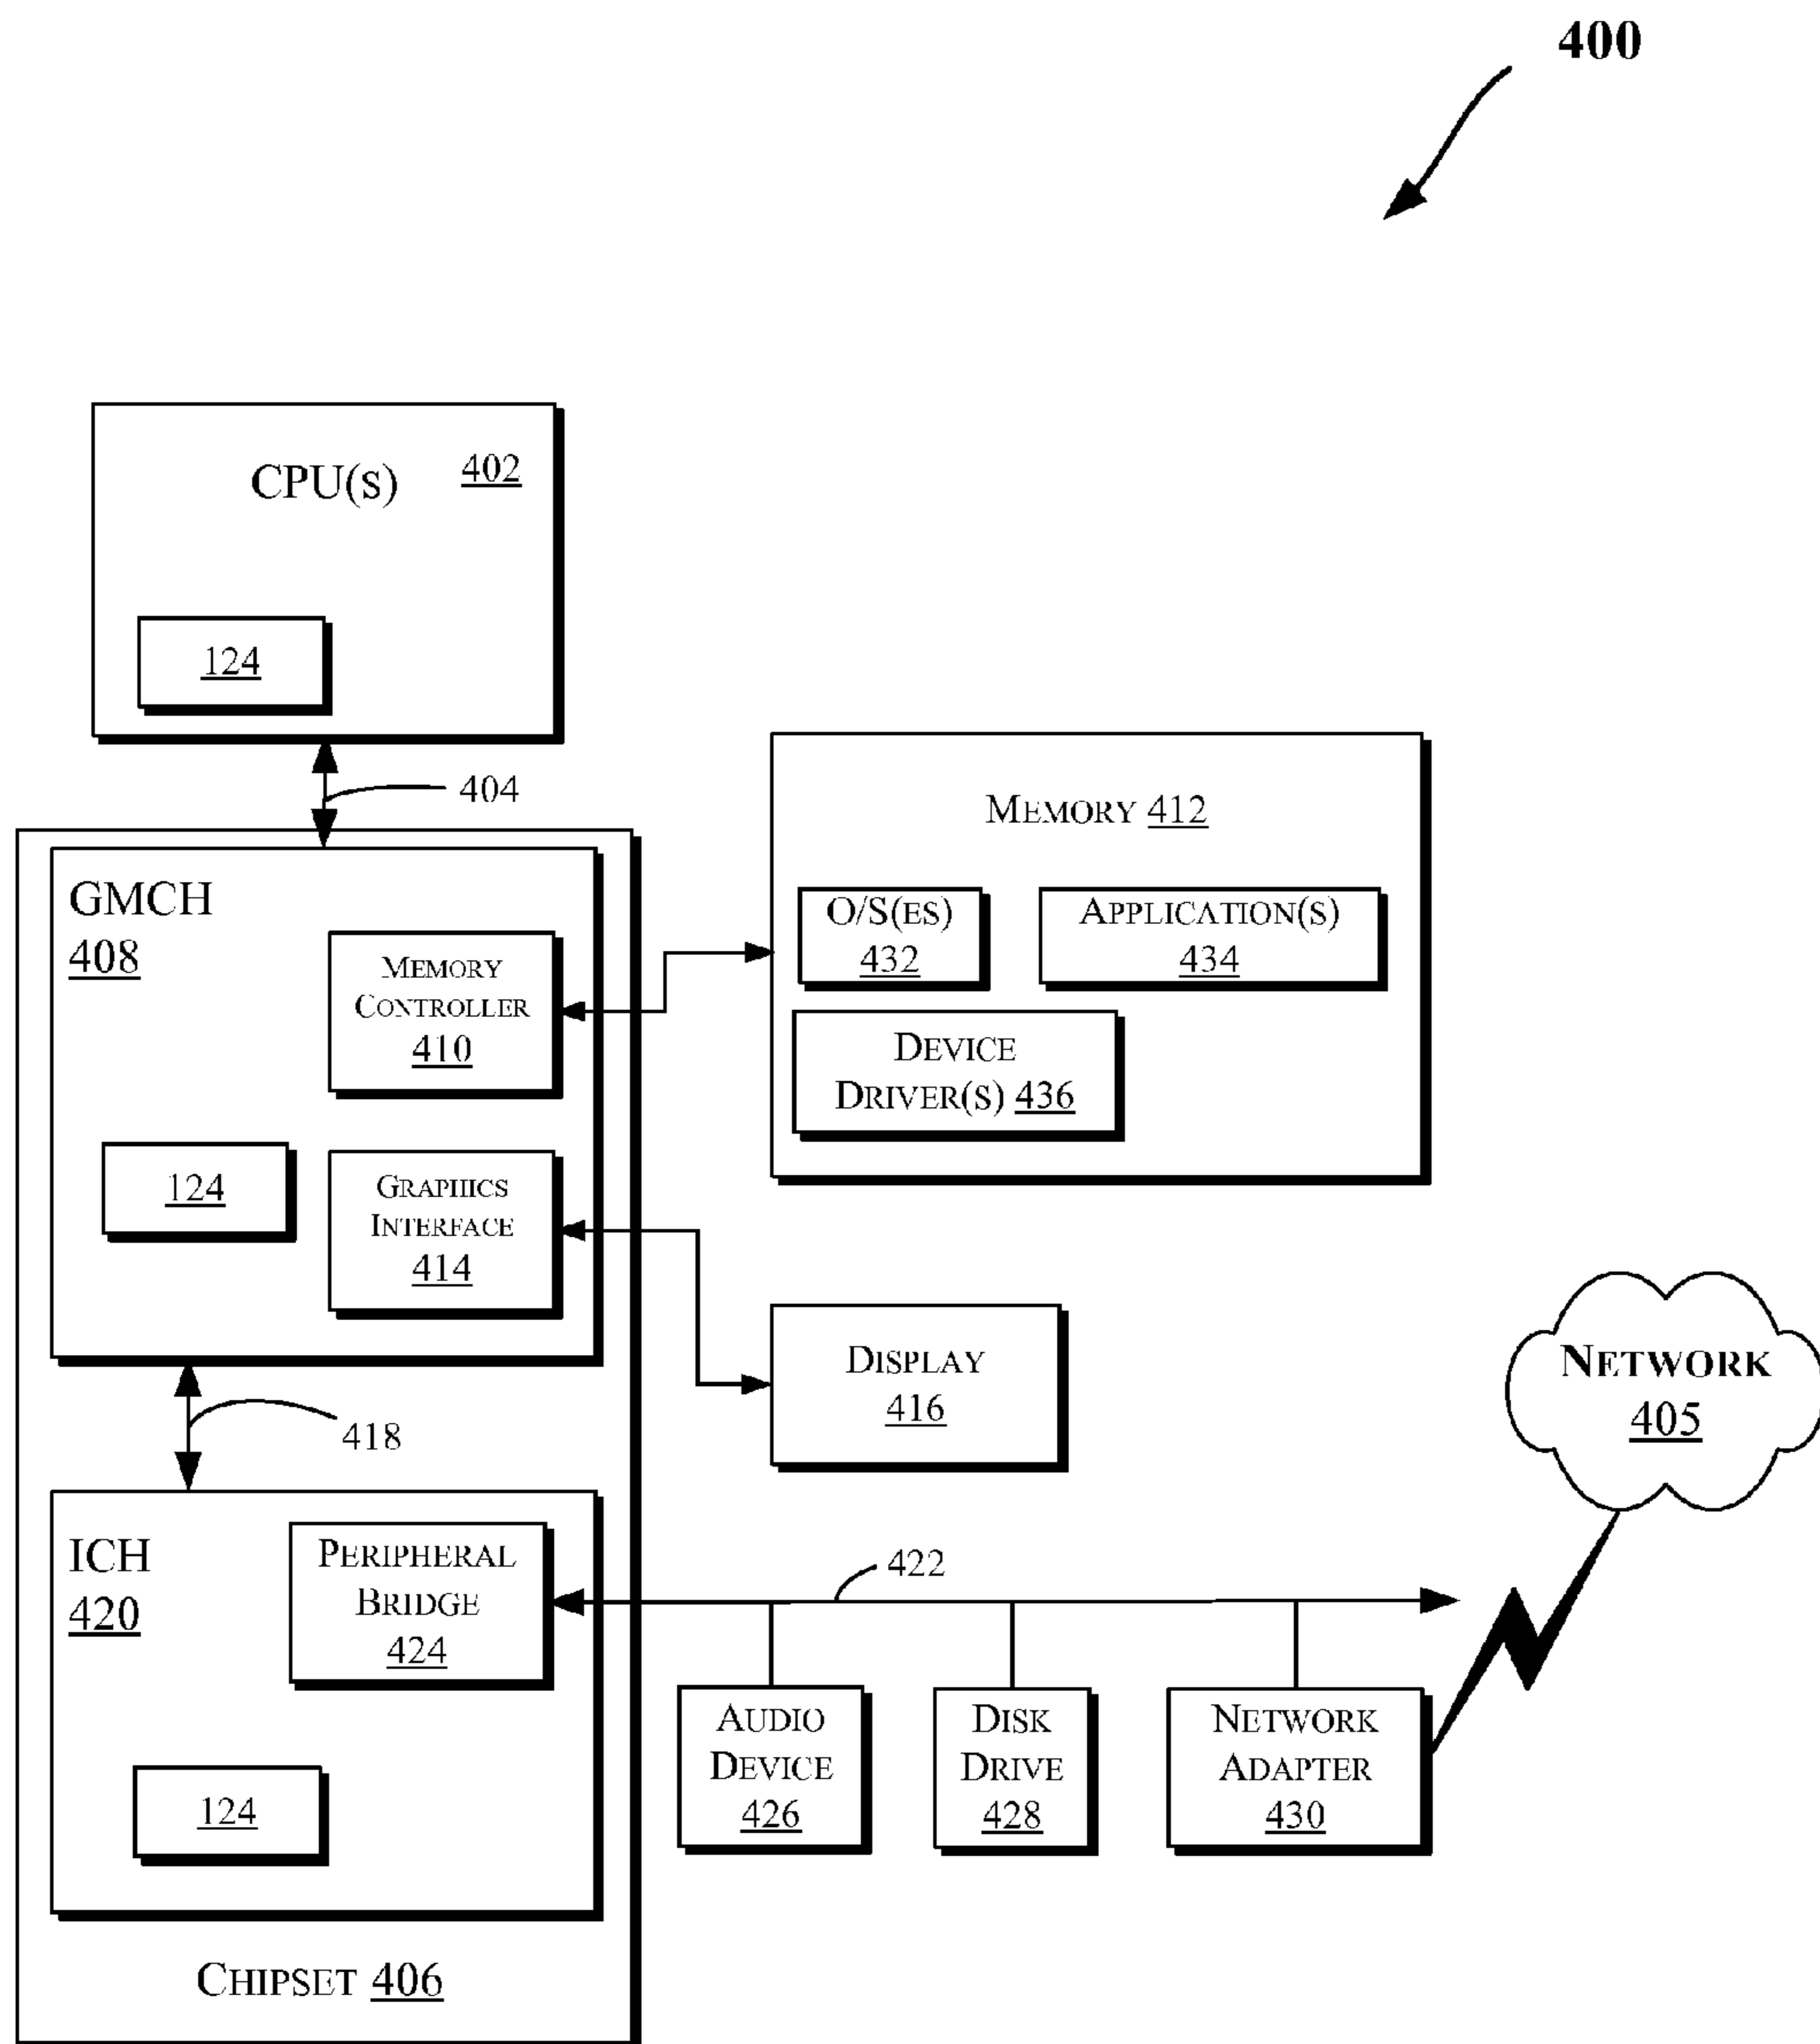 400
CPU(s)
402
124
404
MEMORY 412
O/S(ES)
432
APPLICATION(S)
434
DEVICE
DRIVER(S) 436
GMCH
408
MEMORY
CONTROLLER
410
124
GRAPHICS
INTERFACE
414
DISPLAY
416
NETWORK
405
418
ICH
420
PERIPHERAL
BRIDGE
424
422
AUDIO
DEVICE
426
DISK
DRIVE
428
NETWORK
ADAPTER
430
124
CHIPSET 406